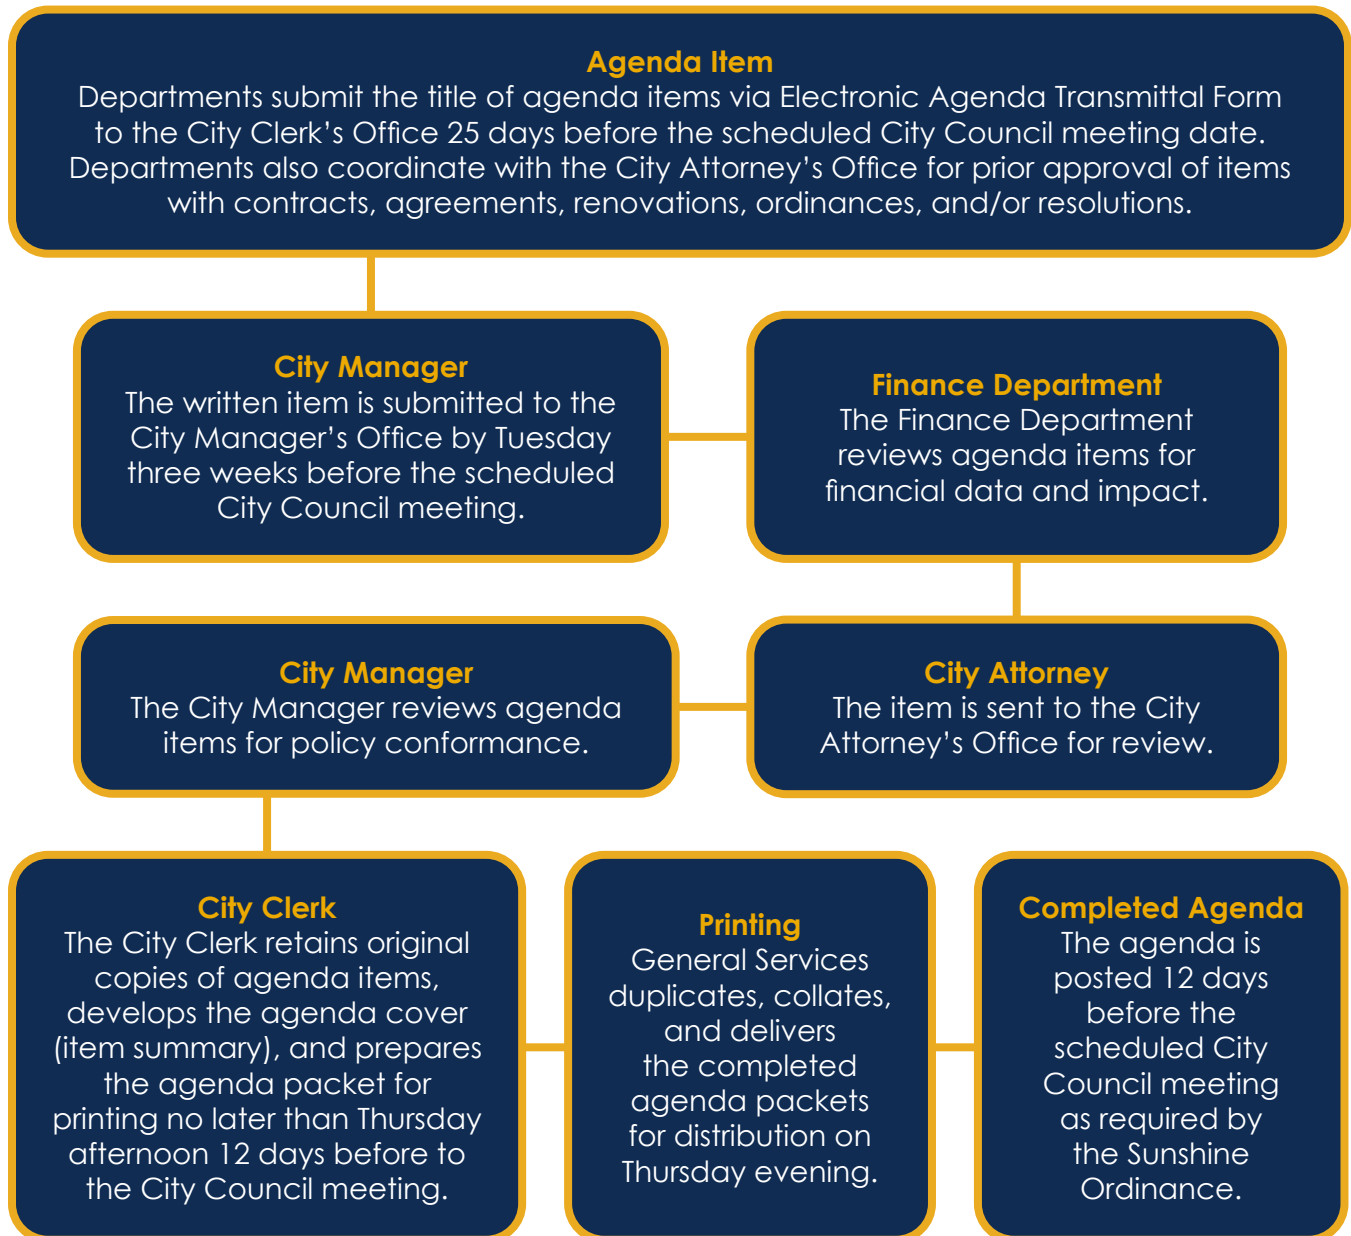 Agenda Item
Departments submit the title of agenda items via Electronic Agenda Transmittal Form
to the City Clerk's Office 25 days before the scheduled City Council meeting date.
Departments also coordinate with the City Attorney's Office for prior approval of items
with contracts, agreements, renovations, ordinances, and/or resolutions.
City Manager
The written item is submitted to the
City Manager's Office by Tuesday
three weeks before the scheduled
City Council meeting.
Finance Department
The Finance Department
reviews agenda items for
financial data and impact.
City Manager
The City Manager reviews agenda
items for policy conformance.
City Attorney
The item is sent to the City
Attorney's Office for review.
City Clerk
The City Clerk retains original
copies of agenda items,
develops the agenda cover
(item summary), and prepares
the agenda packet for
printing no later than Thursday
afternoon 12 days before to
the City Council meeting.
Printing
General Services
duplicates, collates,
and delivers
the completed
agenda packets
for distribution on
Thursday evening.
Completed Agenda
The agenda is
posted 12 days
before the
scheduled City
Council meeting
as required by
the Sunshine
Ordinance.